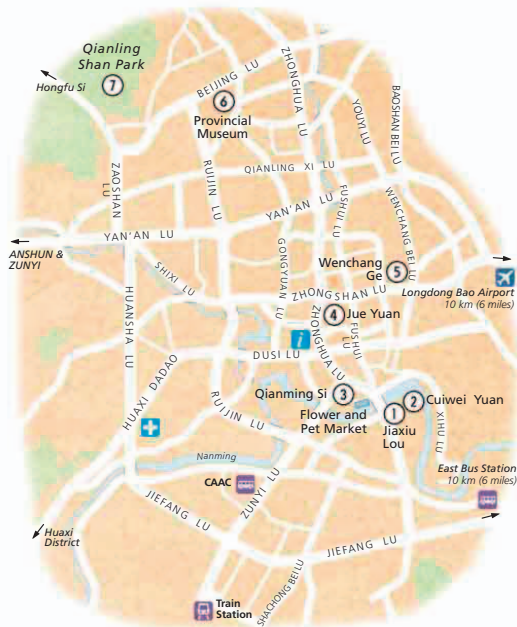 Qianling
Shan Park
7
Hongfu Si
BEIJING LU
6
Provincial
Museum
ZHONGHUA LU
YOUYI LU
BAOSHAN BEI LU
ZAOSHAN
LU
RUIJIN LU
QIANLING XI LU
FUSHUI LU
WENCHANG BEI LU
YAN'AN LU
YAN'AN LU
ANSHUN &
ZUNYI
GONGYUAN LU
Wenchang
Ge
5
SHIXI LU
Longdong Bao Airport
10 km (6 miles)
HUANSHA LU
ZHONGSHAN LU
4
Jue Yuan
i
ZHONGHUA LU
FUSHUI
LU
DUSI LU
HUAXI DADAO
Qianming Si
3
Flower and
Pet Market
2
Cuiwei Yuan
1
Jiaxiu
Lou
XIHU LU
RUIJIN LU
Nanming
East Bus Station
10 km (6 miles)
CAAC
ZUNYI LU
JIEFANG LU
Huaxi
District
JIEFANG LU
SHACHONG BEI LU
Train
Station